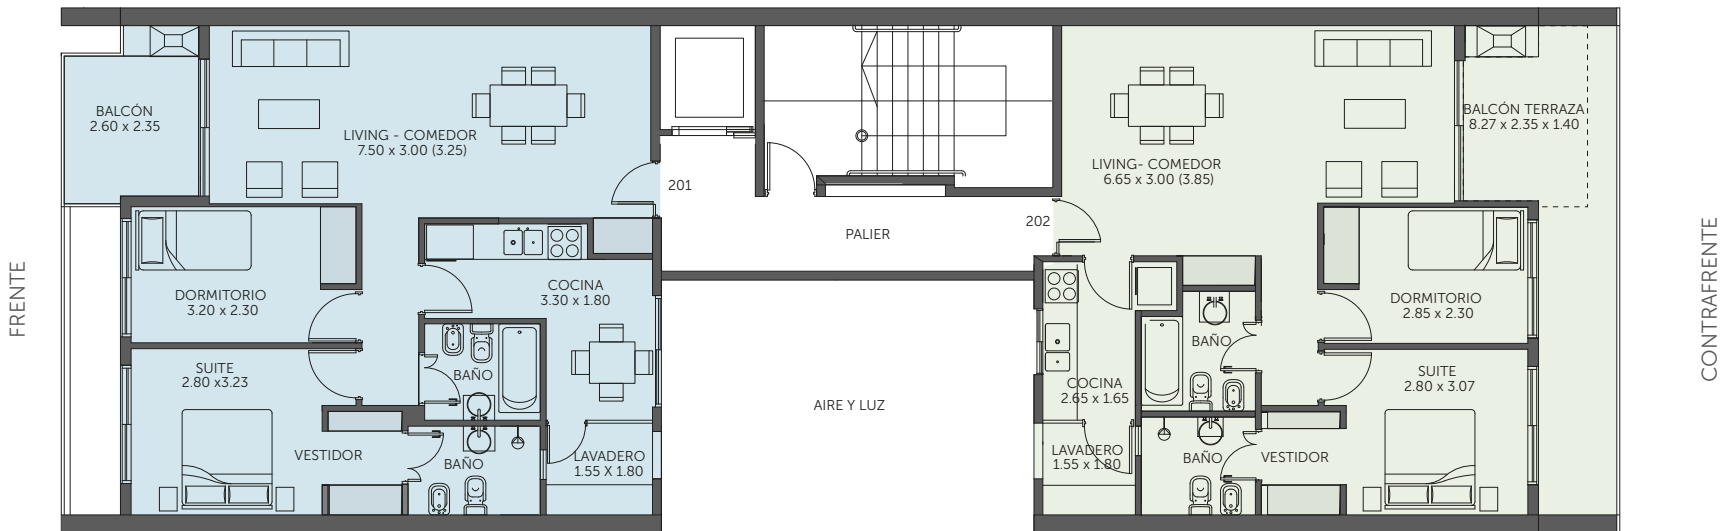 FRENTE
BALCÓN
2.60 x 2.35
LIVING - COMEDOR
7.50 x 3.00 (3.25)
201
DORMITORIO
3.20 x 2.30
COCINA
3.30 x 1.80
SUITE
2.80 x3.23
BAÑO
VESTIDOR
BAÑO
LAVADERO
1.55 X 1.80
PALIER
AIRE Y LUZ
202
LIVING- COMEDOR
6.65 x 3.00 (3.85)
BALCÓN TERRAZA
8.27 x 2.35 x 1.40
DORMITORIO
2.85 x 2.30
BAÑO
COCINA
2.65 x 1.65
SUITE
2.80 x 3.07
LAVADERO
1.55 x 1.80
BAÑO
VESTIDOR
CONTRAFRENTE